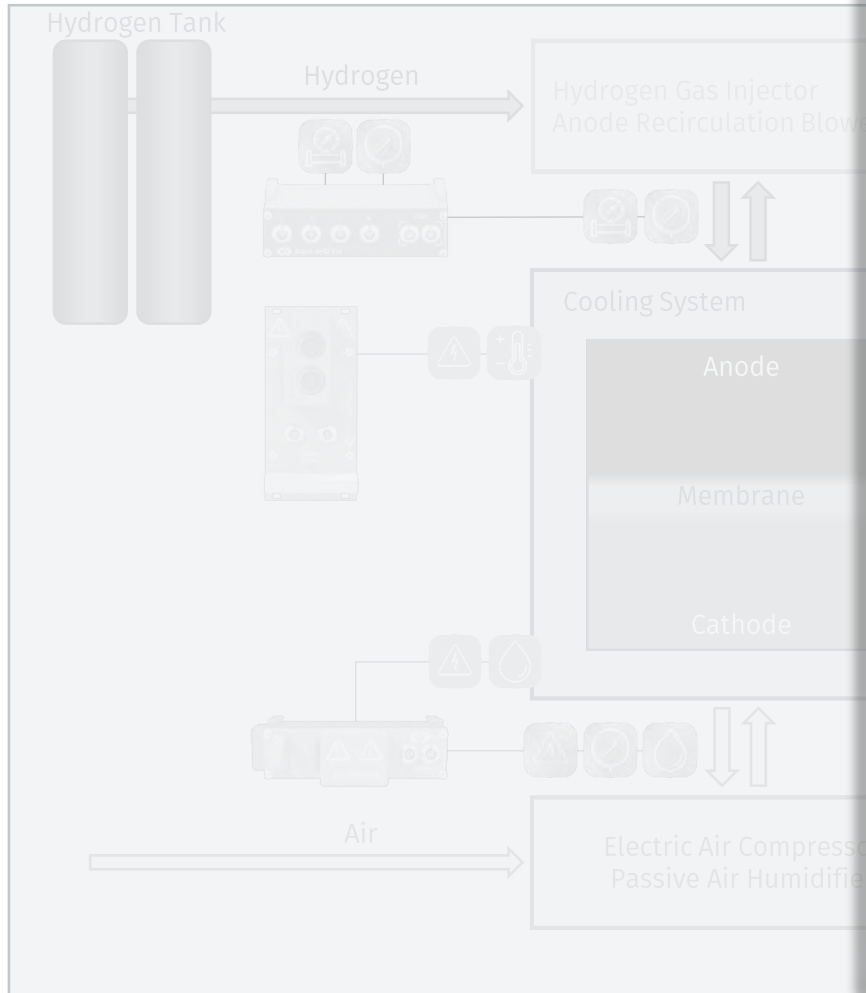 Hydrogen Tank
Hydrogen
Hydrogen Gas Injector
Anode Recirculation Blow
Cooling System
Anode
Membrane
Cathode
Air
Electric Air Compresso
Passive Air Humidifie